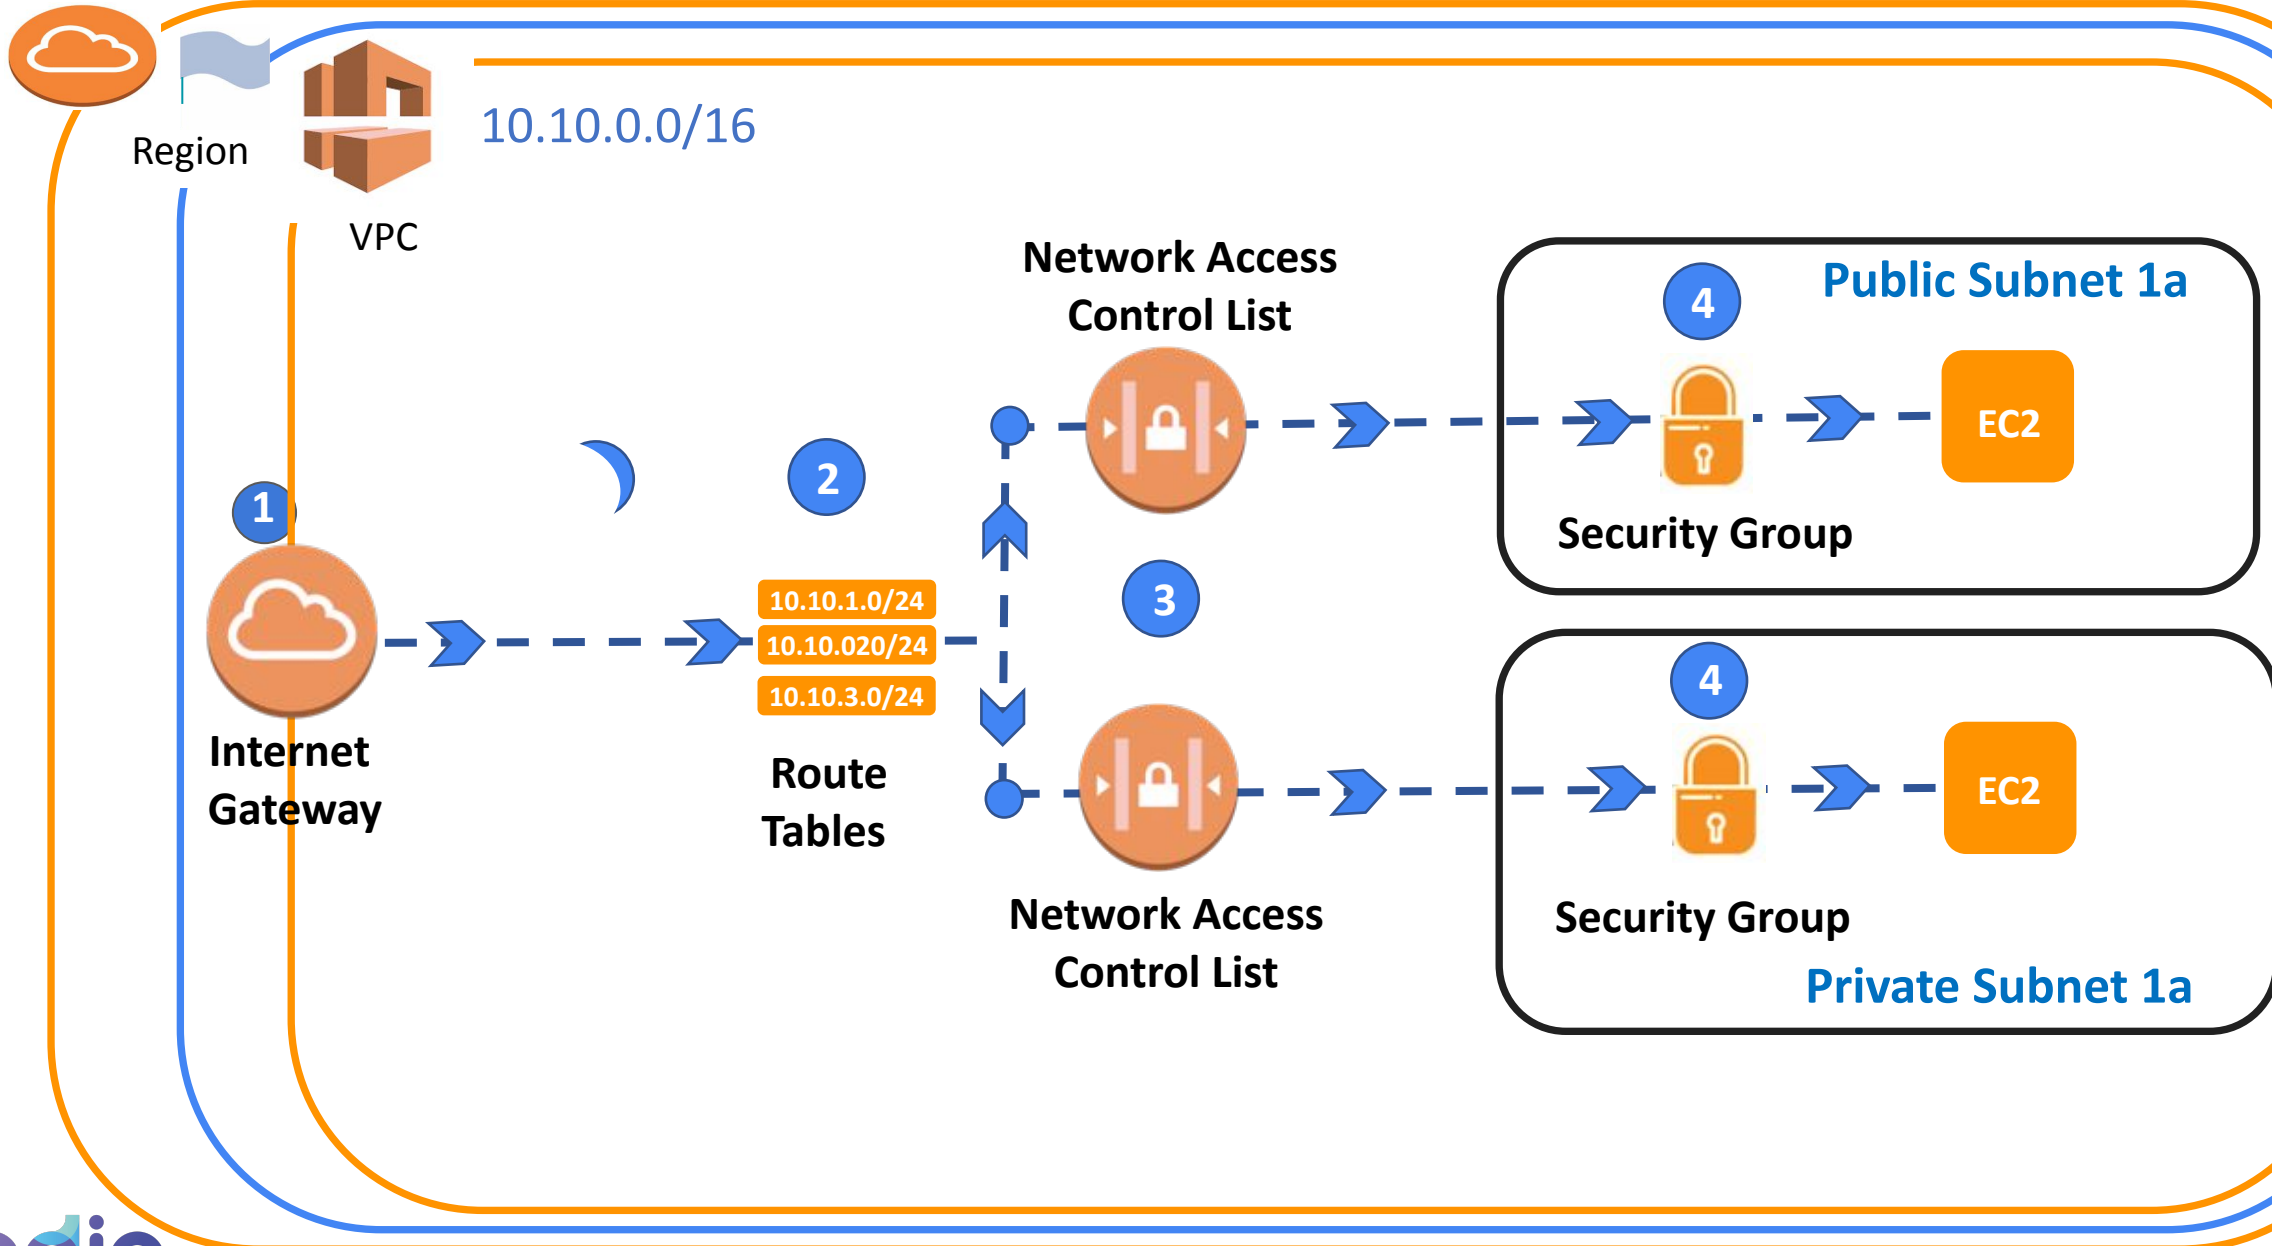 Region
VPC
10.10.0.0/16
1
Internet
Gateway
2
10.10.1.0/24
10.10.020/24
10.10.3.0/24
Route
Tables
Network Access
Control List
3
Network Access
Control List
Public Subnet 1a
4
EC2
Security Group
4
EC2
Security Group
Private Subnet 1a